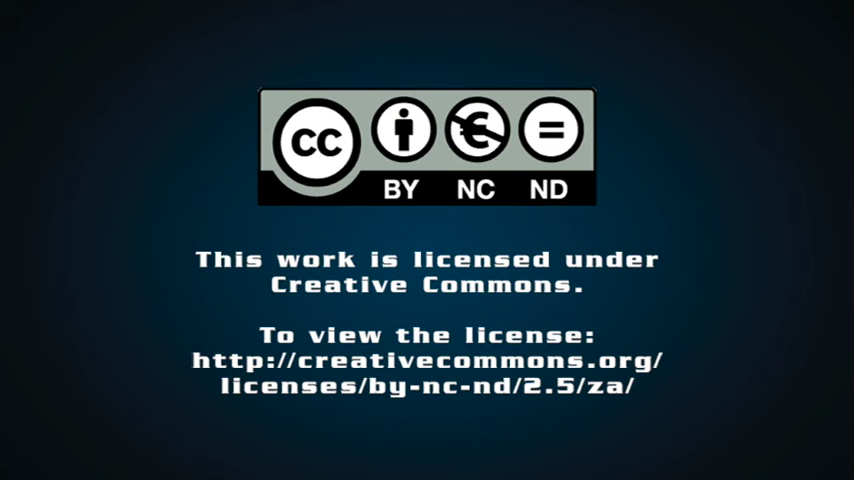 CC
BY NC ND
This work is licensed under
Creative Commons.
To view the license:
http://creativecommons.org/
licenses/by-nc-nd/2.5/za/